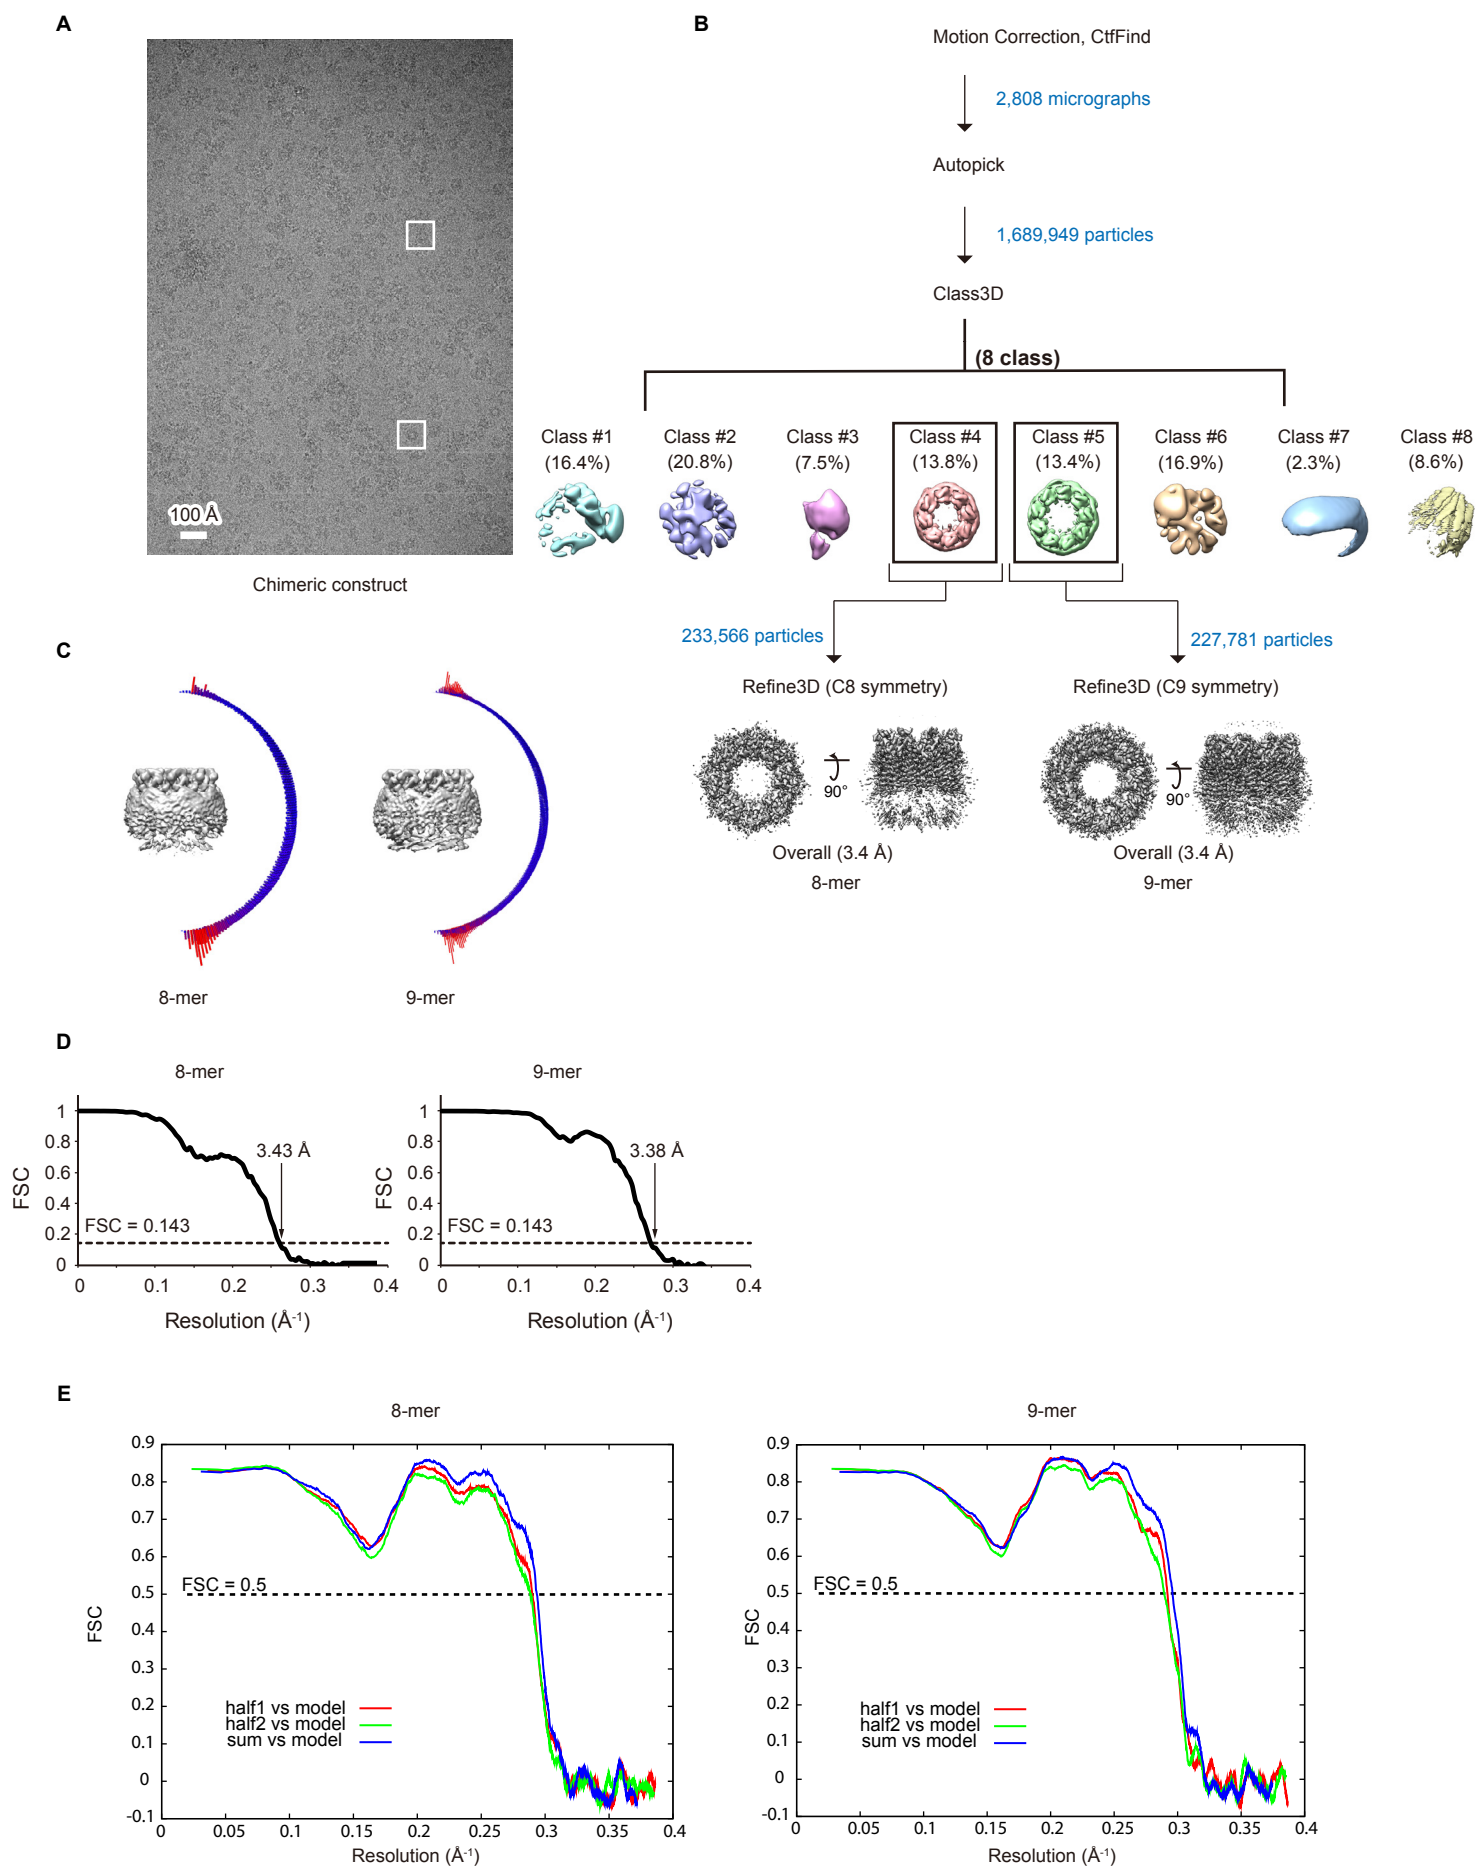 A
100 Å
Chimeric construct
B
Motion Correction, CtfFind
2,808 micrographs
Autopick
1,689,949 particles
Class3D
(8 class)
Class #1 Class #2 Class #3 Class #4 Class #5 Class #6 Class #7 Class #8
(16.4%) (20.8%) (7.5%) (13.8%) (13.4%) (16.9%) (2.3%) (8.6%)
233,566 particles 227,781 particles
Refine3D (C8 symmetry) Refine3D (C9 symmetry)
90° 90°
Overall (3.4 Å) Overall (3.4 Å)
8-mer 9-mer
C
8-mer 9-mer
D
8-mer
FSC
1
0.8
0.6
0.4
0.2
0
3.43 Å
FSC = 0.143
0 0.1 0.2 0.3 0.4
Resolution (Å-1)
9-mer
FSC
1
0.8
0.6
0.4
0.2
0
3.38 Å
FSC = 0.143
0 0.1 0.2 0.3 0.4
Resolution (Å-1)
E
8-mer
FSC
0.9
0.8
0.7
0.6
0.5
0.4
0.3
0.2
0.1
0
-0.1
FSC = 0.5
half1 vs model
half2 vs model
sum vs model
0 0.05 0.1 0.15 0.2 0.25 0.3 0.35 0.4
Resolution (Å-1)
9-mer
FSC
0.9
0.8
0.7
0.6
0.5
0.4
0.3
0.2
0.1
0
-0.1
FSC = 0.5
half1 vs model
half2 vs model
sum vs model
0 0.05 0.1 0.15 0.2 0.25 0.3 0.35 0.4
Resolution (Å-1)